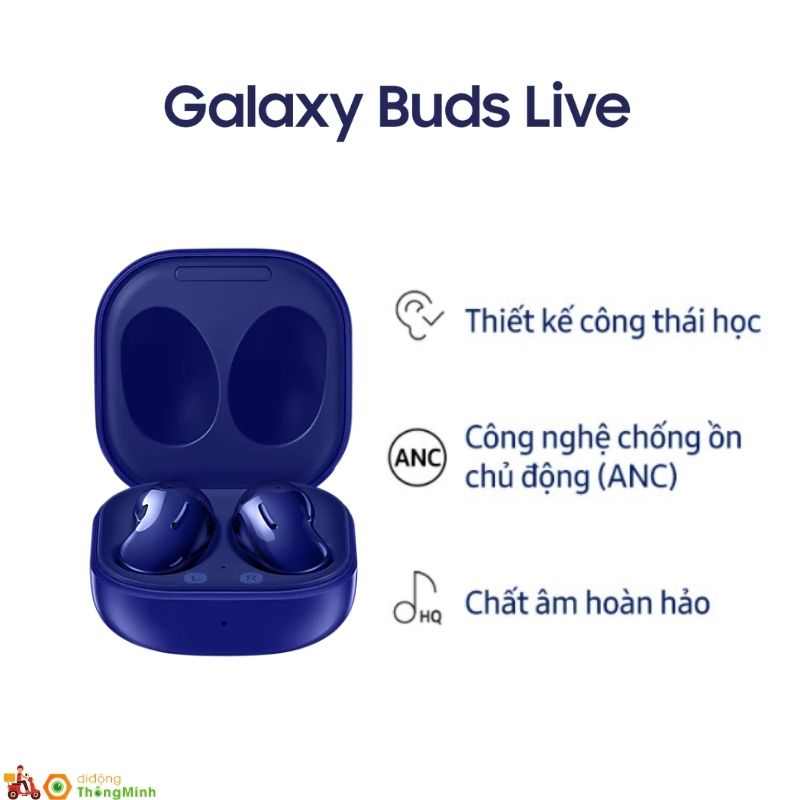 Galaxy Buds Live
Thiết kế công thái học
ANC
Công nghệ chống ồn
chủ động (ANC)
HQ
Chất âm hoàn hảo
L
R
didộng
ThôngMinh